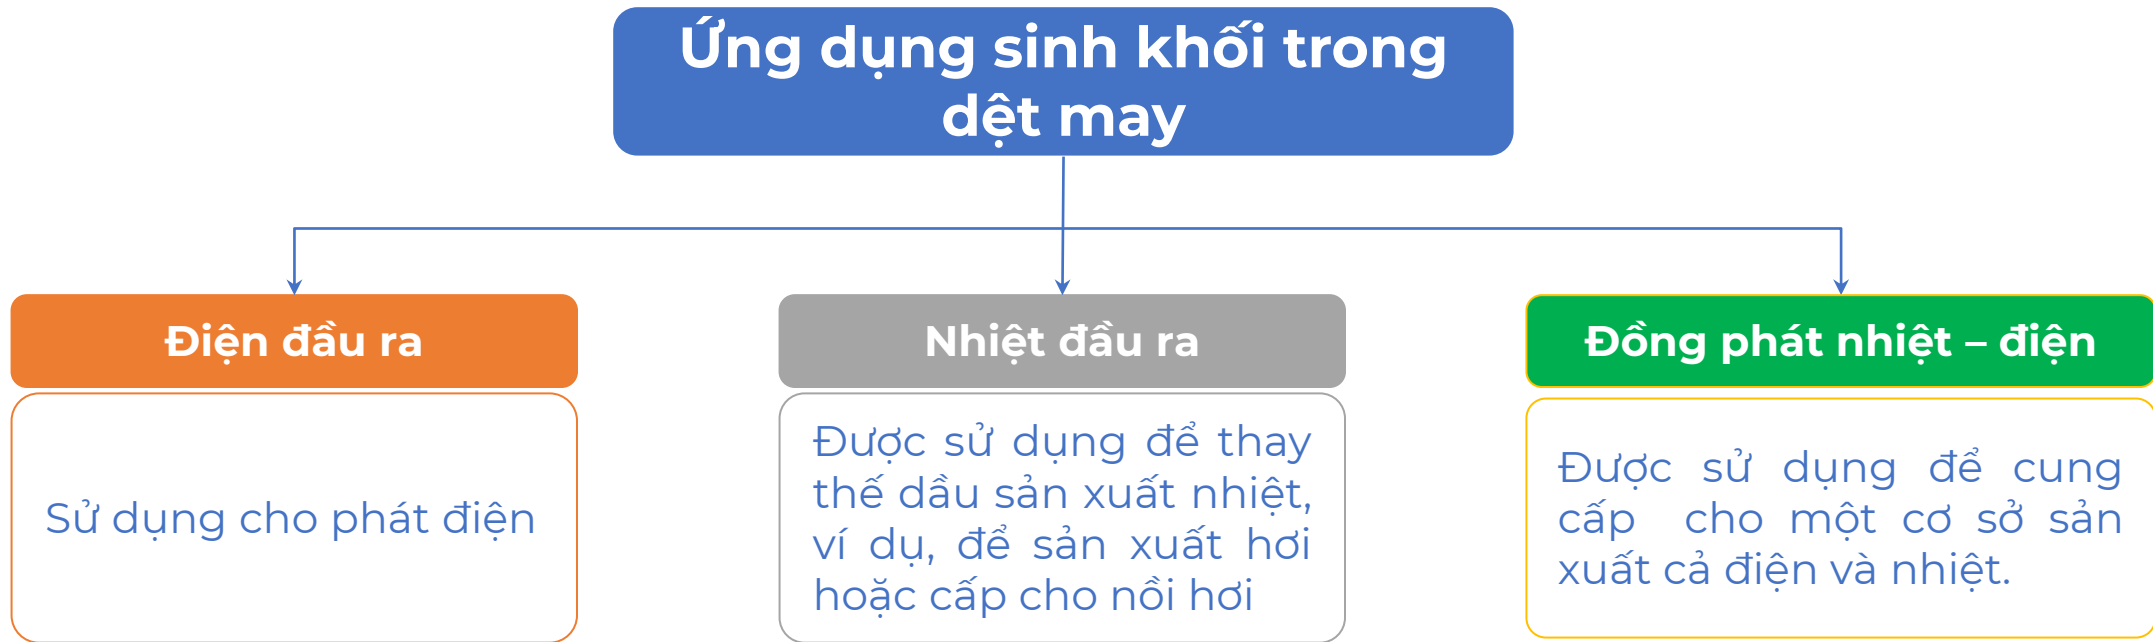 Ứng dụng sinh khối trong
dệt may
Điện đầu ra
Sử dụng cho phát điện
Nhiệt đầu ra
Được sử dụng để thay
thế dầu sản xuất nhiệt,
ví dụ, để sản xuất hơi
hoặc cấp cho nồi hơi
Đồng phát nhiệt – điện
Được sử dụng để cung
cấp cho một cơ sở sản
xuất cả điện và nhiệt.